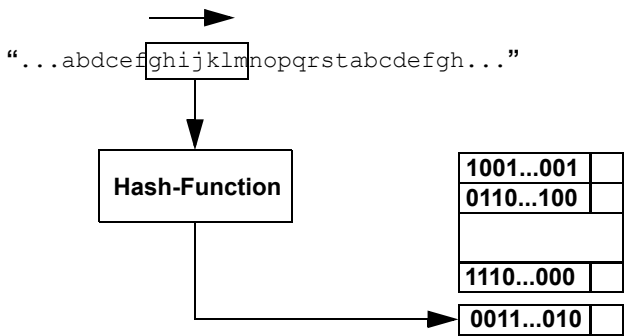 “...abdcefghijklmnopqrstabcdefgh...”
Hash-Function
1001...001
0110...100
1110...000
0011...010